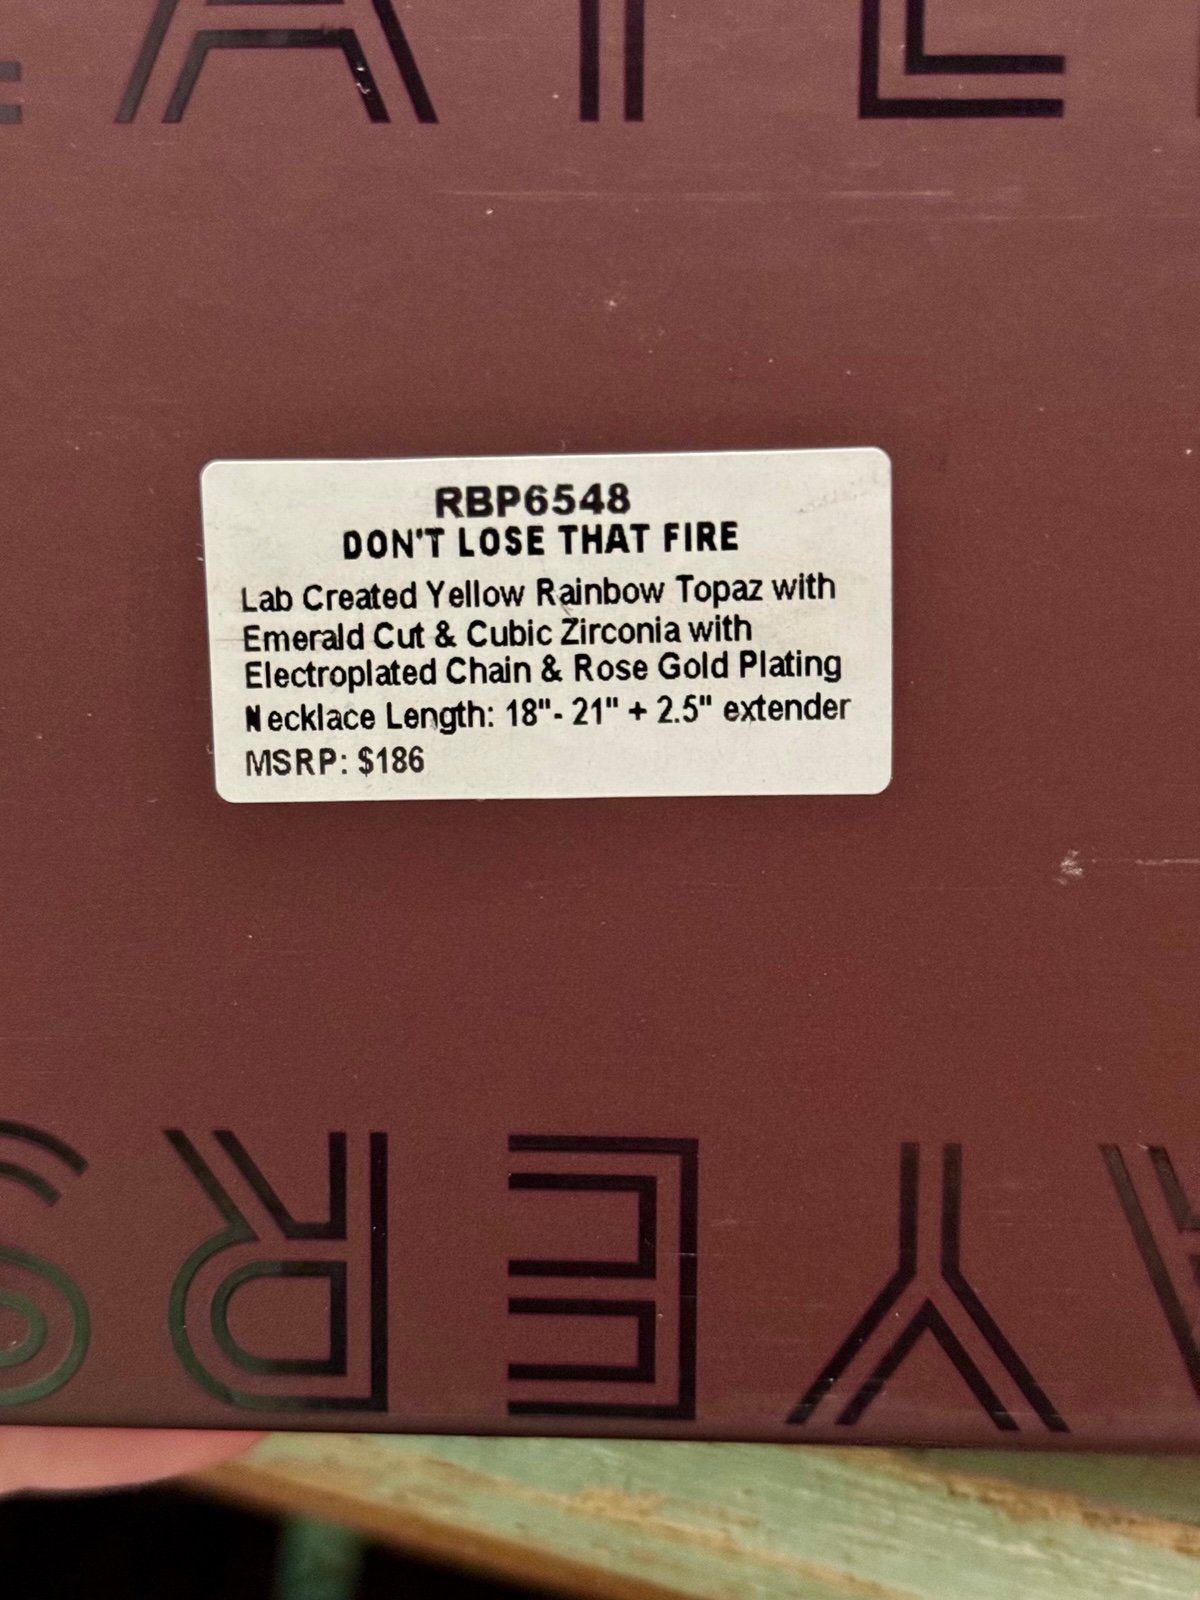 RBP6548
DON'T LOSE THAT FIRE
Lab Created Yellow Rainbow Topaz with
Emerald Cut & Cubic Zirconia with
Electroplated Chain & Rose Gold Plating
Necklace Length: 18"- 21" + 2.5" extender
MSRP: $186